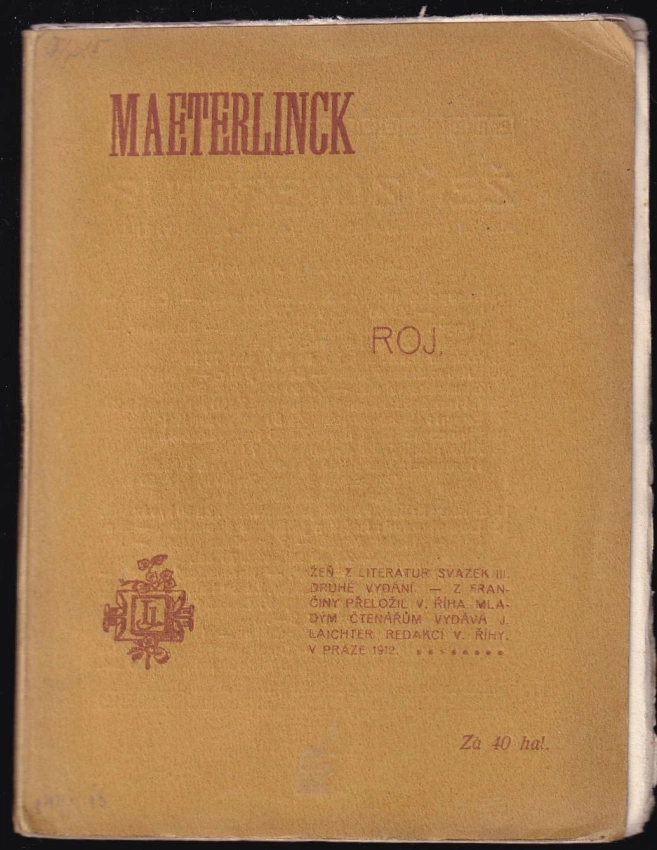 MAETERLINCK
ROJ.
ŽEŇ Z LITERATUR SVAZEK III.
DRUHÉ VYDÁNÍ. — Z FRAN-
ČINY PŘELOŽIL V. ŘÍHA. MLA-
DÝM ČTENÁŘŮM VYDÁVÁ J.
LAICHTER REDAKCÍ V. ŘÍHY.
V PRAZE 1912.
JL
Za 40 hal.